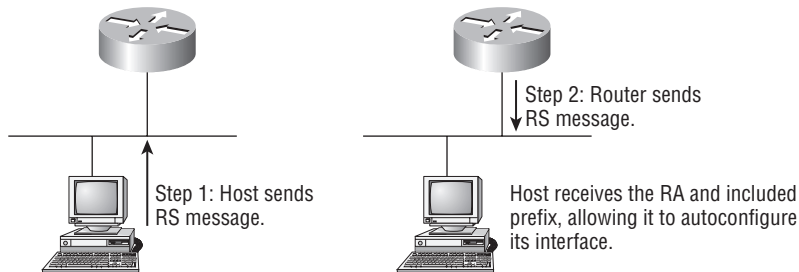 Step 1: Host sends
RS message.
Step 2: Router sends
RS message.
Host receives the RA and included
prefix, allowing it to autoconfigure
its interface.